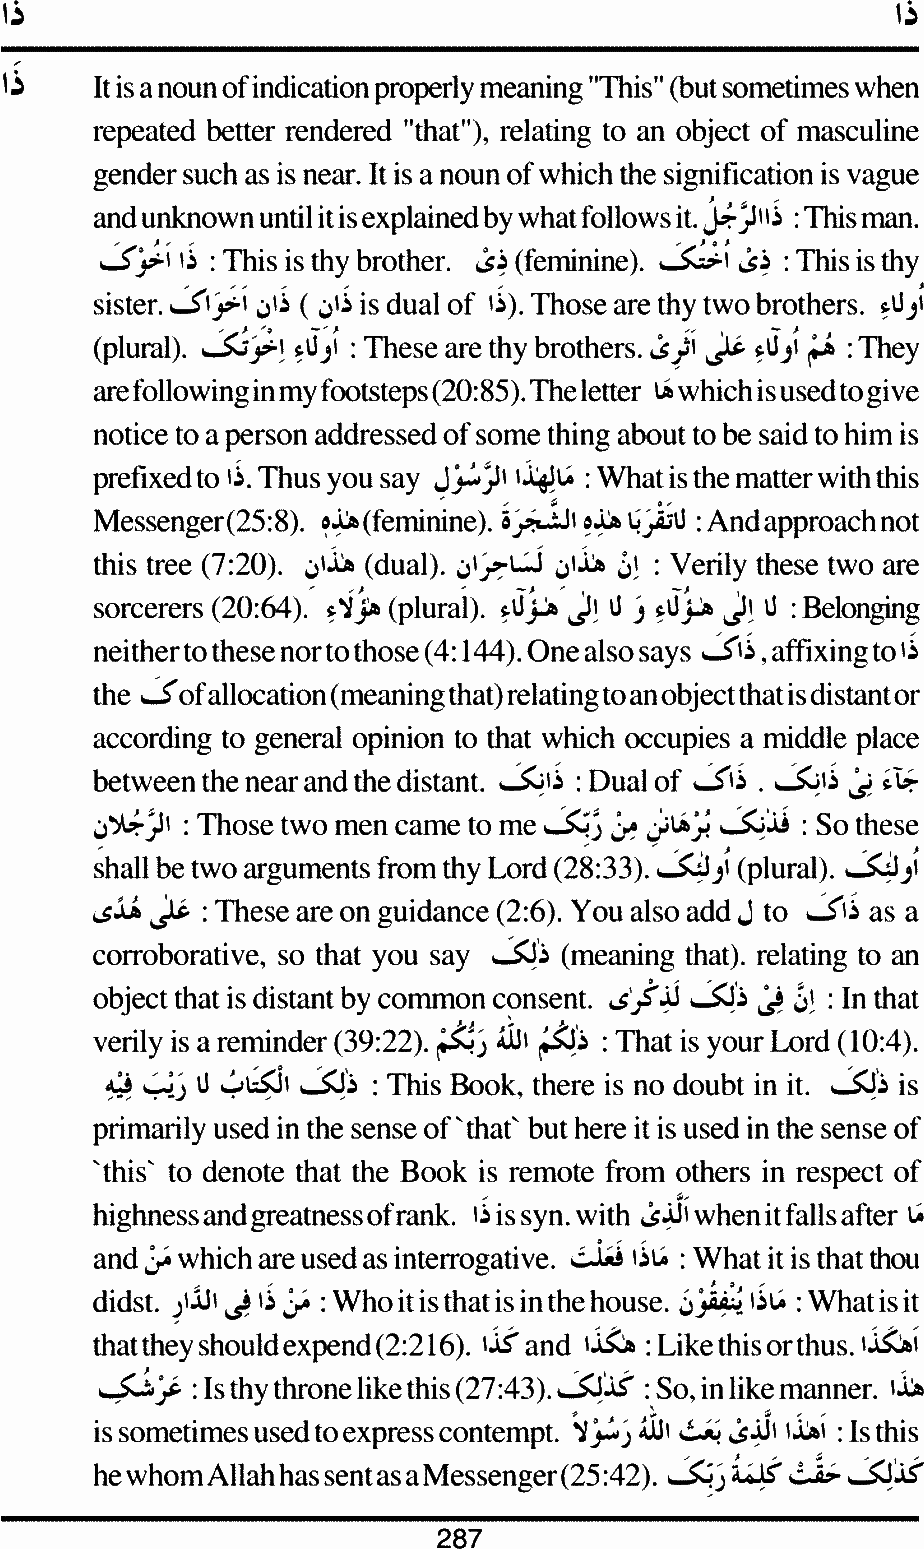 ذا ذا
ذَا It is a noun of indication properly meaning "This" (but sometimes when
repeated better rendered "that"), relating to an object of masculine
gender such as is near. It is a noun of which the signification is vague
and unknown until it is explained by what follows it. ذَاالرَّجُلُ : This man.
ذَا اَخُوْکَ : This is thy brother. ذِیْ (feminine). ذِیْ اُخْتُکَ : This is thy
sister. ذَانِ اَخَوَاکَ ( ذَانِ is dual of ذَا). Those are thy two brothers. اُولَاءِ
(plural). اُولَآءِ اِخْوَتُکَ : These are thy brothers. هُمْ اُولَآءِ عَلٰی اَثَرِیْ : They
are following in my footsteps (20:85). The letter هَا which is used to give
notice to a person addressed of some thing about to be said to him is
prefixed to ذَا. Thus you say مَالِهٰذَا الرَّسُوْلِ : What is the matter with this
Messenger (25:8). هٰذِهٖ (feminine). لَاتَقْرَبَا هٰذِهِ الشَّجَرَةَ : And approach not
this tree (7:20). هٰذَانِ (dual). اِنْ هٰذَانِ لَسَاحِرَانِ : Verily these two are
sorcerers (20:64). هٰؤُلَاءِ (plural). لَا اِلٰی هٰٓؤُلَآءِ وَ لَا اِلٰی هٰٓؤُلَآءِ : Belonging
neither to these nor to those (4:144). One also says ذَاکَ , affixing to ذَا
the کَ of allocation (meaning that) relating to an object that is distant or
according to general opinion to that which occupies a middle place
between the near and the distant. ذَانِکَ : Dual of ذَاکَ . جَآءَ نِیْ ذَانِکَ
الرَّجُلَانِ : Those two men came to me فَذٰنِکَ بُرْهَانٰنِ مِنْ رَّبِّکَ : So these
shall be two arguments from thy Lord (28:33). اُولٰئِکَ (plural). اُولٰئِکَ
عَلٰی هُدًی : These are on guidance (2:6). You also add ل to ذَاکَ as a
corroborative, so that you say ذٰلِکَ (meaning that). relating to an
object that is distant by common consent. اِنَّ فِیْ ذٰلِکَ لَذِکْرٰی : In that
verily is a reminder (39:22). ذٰلِکُمُ اللّٰهُ رَبُّکُمْ : That is your Lord (10:4).
ذٰلِکَ الْکِتَابُ لَا رَیْبَ فِیْهِ : This Book, there is no doubt in it. ذٰلِکَ is
primarily used in the sense of `that` but here it is used in the sense of
`this` to denote that the Book is remote from others in respect of
highness and greatness of rank. ذَا is syn. with اَلَّذِیْ when it falls after مَا
and مَنْ which are used as interrogative. مَاذَا فَعَلْتَ : What it is that thou
didst. مَنْ ذَا فِی الدَّارِ : Who it is that is in the house. مَاذَا یُنْفِقُوْنَ : What is it
that they should expend (2:216). کَذَا and هٰکَذَا : Like this or thus. اَهٰکَذَا
عَرْشُکِ : Is thy throne like this (27:43). کَذٰلِکَ : So, in like manner. هٰذَا
is sometimes used to express contempt. اَهٰذَا الَّذِیْ بَعَثَ اللّٰهُ رَسُوْلًا : Is this
he whom Allah has sent as a Messenger (25:42). کَذٰلِکَ حَقَّتْ کَلِمَةُ رَبِّکَ
287